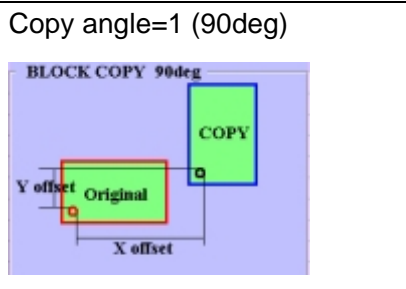 Copy angle=1 (90deg)
BLOCK COPY 90deg
COPY
Y offset
Original
X offset